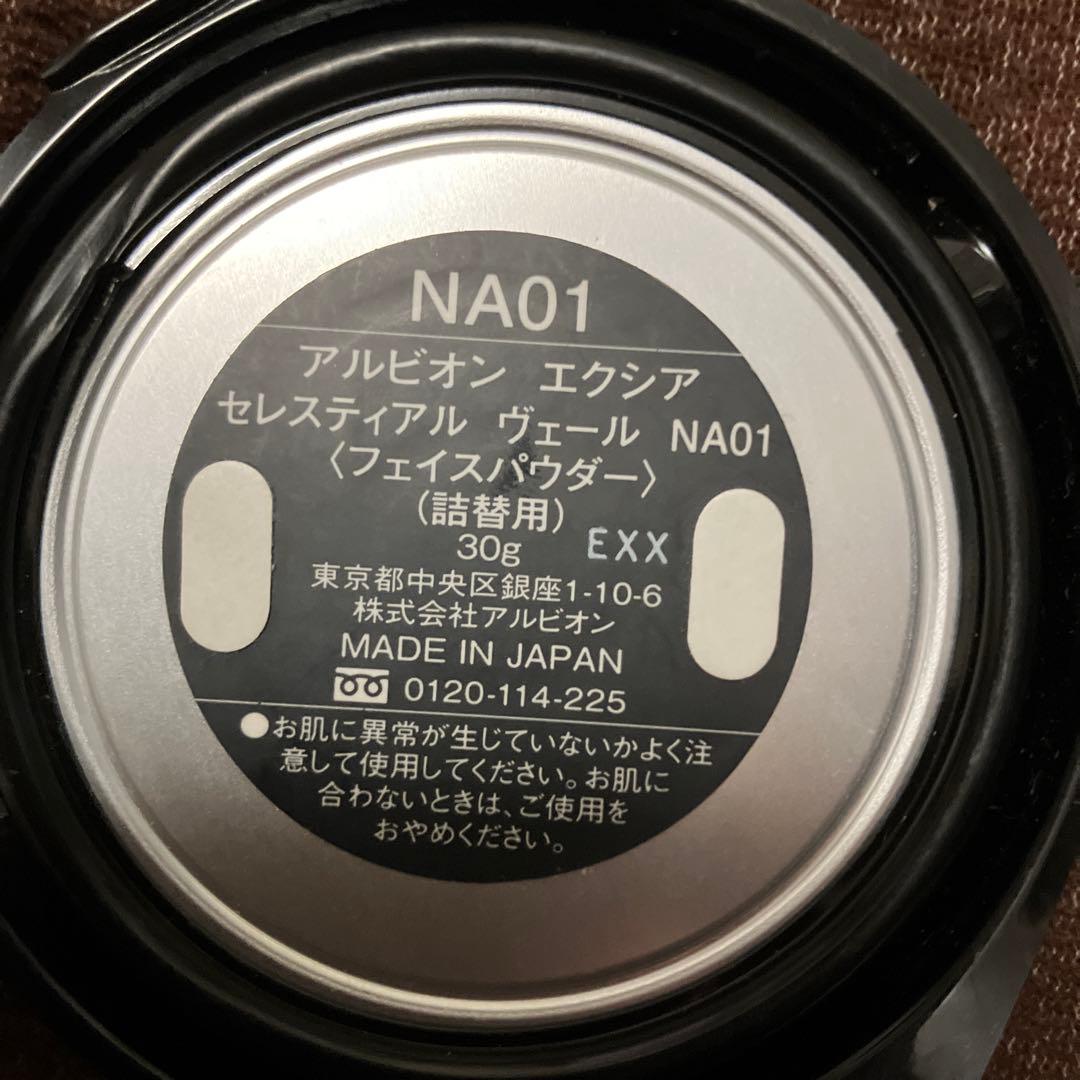 NA01
アルビオン エクシア
セレスティアル ヴェール NA01
〈フェイスパウダー〉
(詰替用)
30g EXX
東京都中央区銀座1-10-6
株式会社アルビオン
MADE IN JAPAN
0120-114-225
●お肌に異常が生じていないかよく注
意して使用してください。お肌に
合わないときは、ご使用を
おやめください。